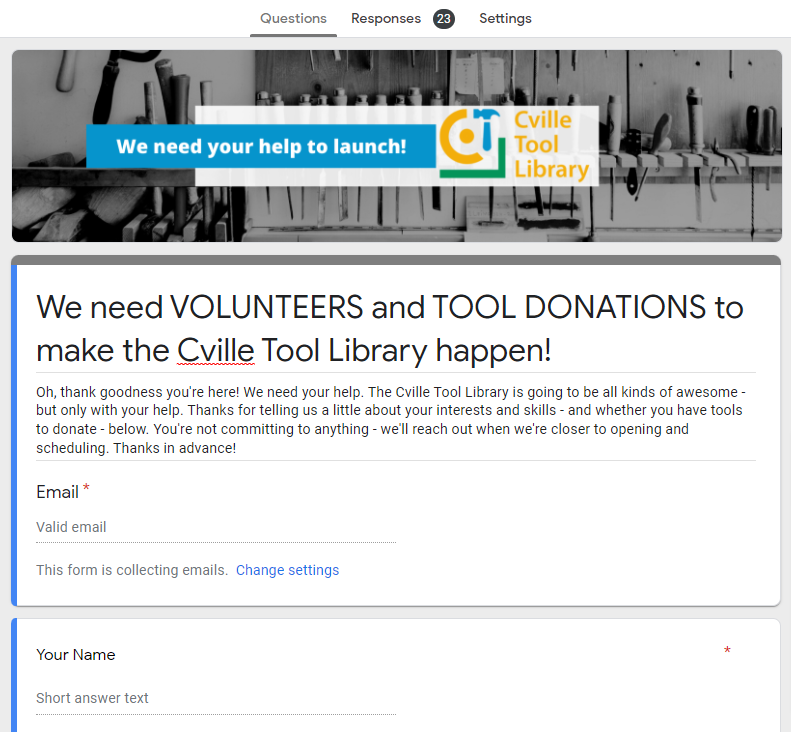 Questions Responses 23 Settings
We need your help to launch!
Cville
Tool
Library
We need VOLUNTEERS and TOOL DONATIONS to
make the Cville Tool Library happen!
Oh, thank goodness you're here! We need your help. The Cville Tool Library is going to be all kinds of awesome -
but only with your help. Thanks for telling us a little about your interests and skills - and whether you have tools
to donate - below. You're not committing to anything - we'll reach out when we're closer to opening and
scheduling. Thanks in advance!
Email *
Valid email
This form is collecting emails. Change settings
Your Name *
Short answer text